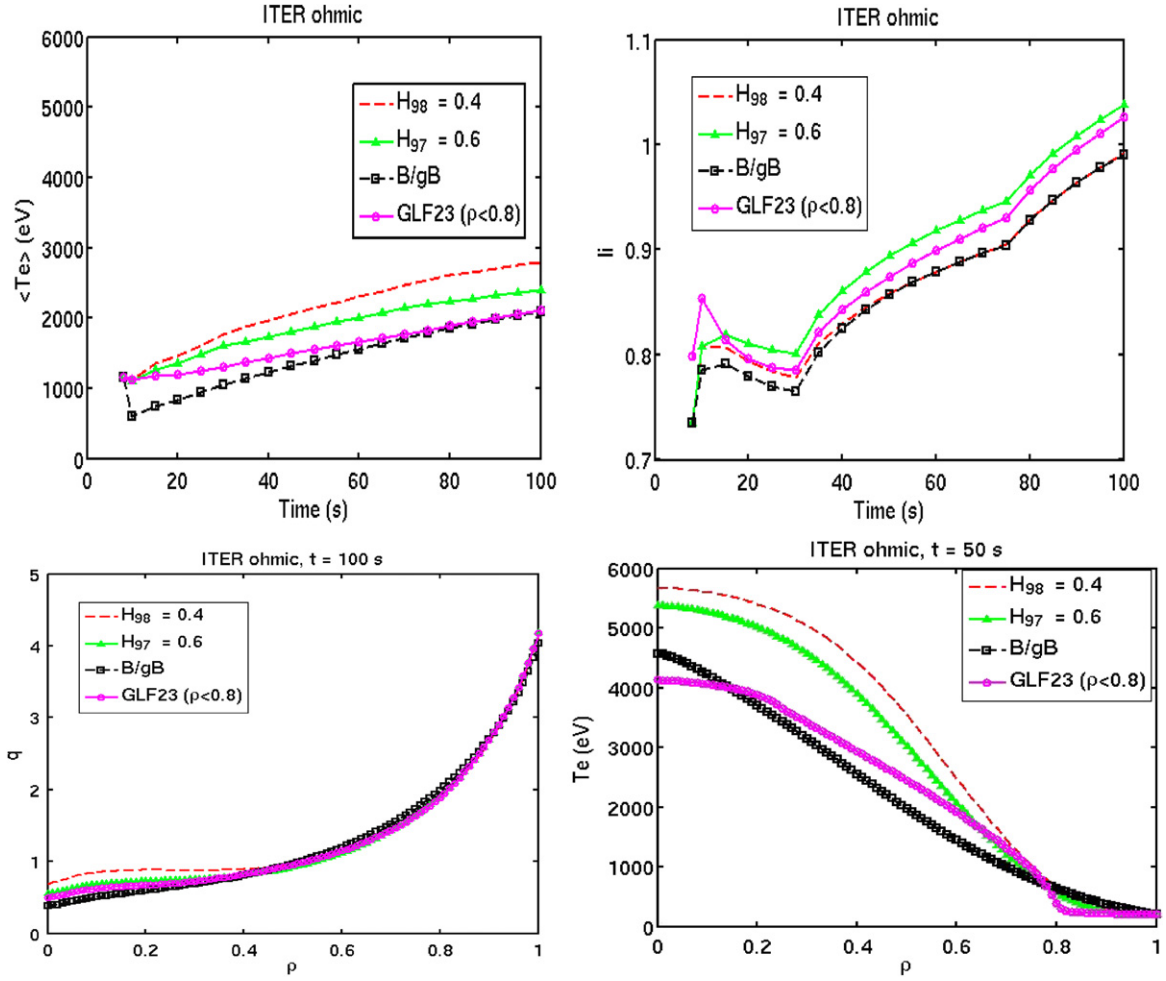 ITER ohmic
6000
5000
4000
3000
2000
1000
0
<Te> (eV)
H98 = 0.4
H97 = 0.6
B/gB
GLF23 (ρ<0.8)
0 20 40 60 80 100
Time (s)
ITER ohmic
1.1
1
0.9
0.8
0.7
li
H98 = 0.4
H97 = 0.6
B/gB
GLF23 (ρ<0.8)
0 20 40 60 80 100
Time (s)
ITER ohmic, t = 100 s
5
4
3
2
1
0
q
H98 = 0.4
H97 = 0.6
B/gB
GLF23 (ρ<0.8)
0 0.2 0.4 0.6 0.8 1
ρ
ITER ohmic, t = 50 s
6000
5000
4000
3000
2000
1000
0
Te (eV)
H98 = 0.4
H97 = 0.6
B/gB
GLF23 (ρ<0.8)
0 0.2 0.4 0.6 0.8 1
ρ